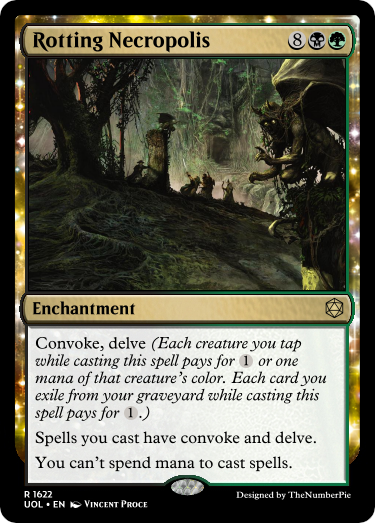 Rotting Necropolis 8
Enchantment
Convoke, delve (Each creature you tap
while casting this spell pays for 1 or one
mana of that creature's color. Each card you
exile from your graveyard while casting this
spell pays for 1.)
Spells you cast have convoke and delve.
You can't spend mana to cast spells.
R 1622
UOL • EN Vincent Proce
Designed by TheNumberPie